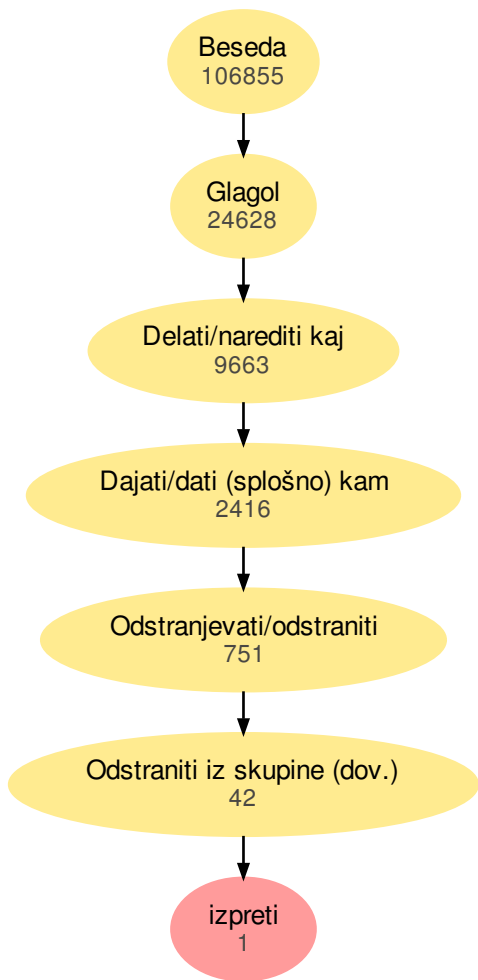 Beseda
106855
Glagol
24628
Delati/narediti kaj
9663
Dajati/dati (splošno) kam
2416
Odstranjevati/odstraniti
751
Odstraniti iz skupine (dov.)
42
izpreti
1